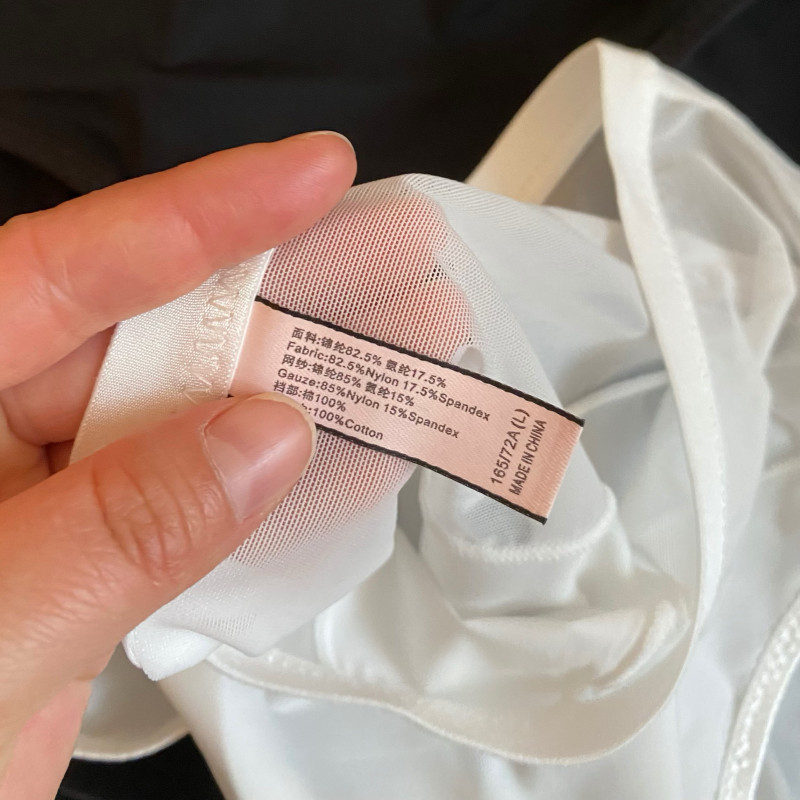 面料:锦纶82.5% 氨纶17.5%
Fabric:82.5%Nylon 17.5%Spandex
网纱:锦纶85% 氨纶15%
Gauze:85%Nylon 15%Spandex
裆部:棉100%
:100%Cotton
165/72A(L)
MADE IN CHINA